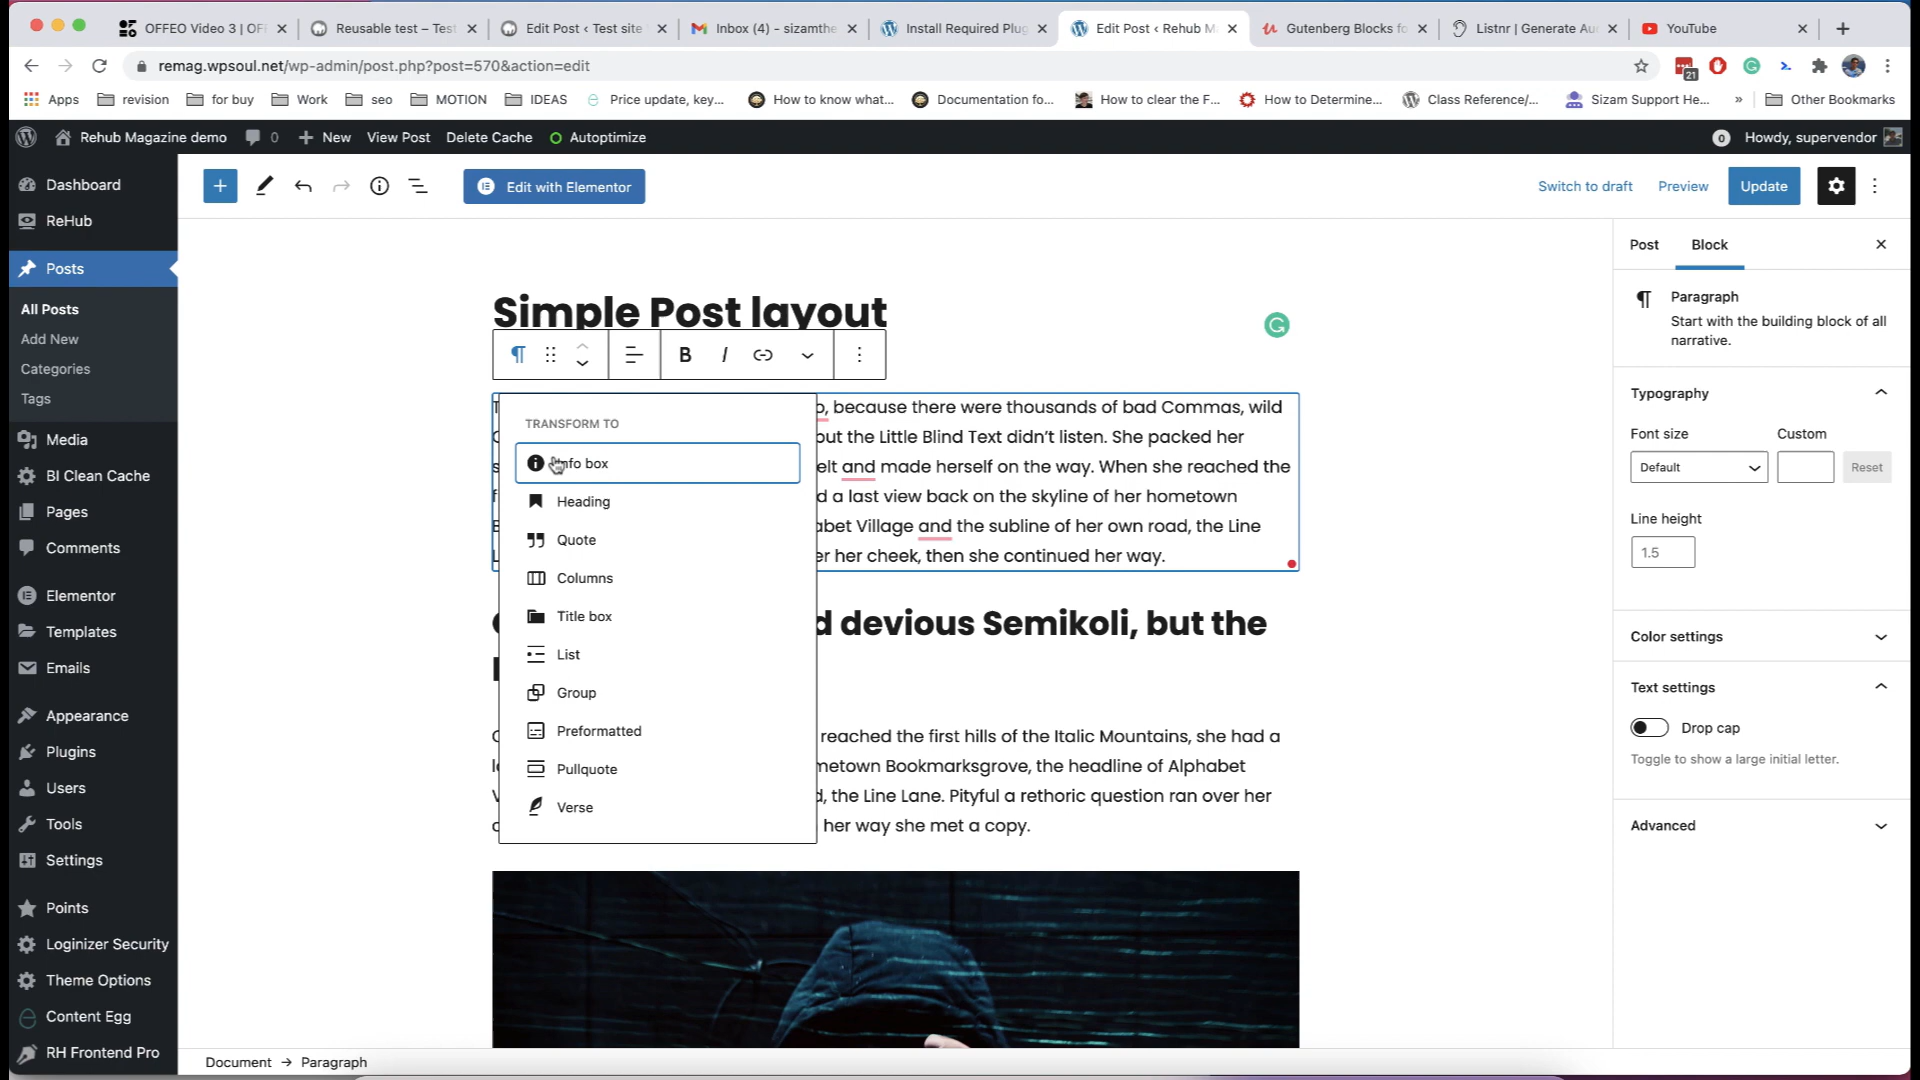 OFFEO Video 3 | OFF
Reusable test – Test
Edit Post ‹ Test site
Inbox (4) - sizamthe
Install Required Plug
Edit Post ‹ Rehub M
Gutenberg Blocks fo
Listnr | Generate Au
YouTube
remag.wpsoul.net/wp-admin/post.php?post=570&action=edit
21
Apps
revision
for buy
Work
seo
MOTION
IDEAS
Price update, key...
How to know what...
Documentation fo...
How to clear the F...
How to Determine...
Class Reference/...
Sizam Support He...
»
Other Bookmarks
Rehub Magazine demo
0
New
View Post
Delete Cache
Autoptimize
0
Howdy, supervendor
Dashboard
ReHub
Posts
All Posts
Add New
Categories
Tags
Media
BI Clean Cache
Pages
Comments
Elementor
Templates
Emails
Appearance
Plugins
Users
Tools
Settings
Points
Loginizer Security
Theme Options
Content Egg
RH Frontend Pro
Edit with Elementor
Switch to draft
Preview
Update
Simple Post layout
B I
o, because there were thousands of bad Commas, wild
out the Little Blind Text didn't listen. She packed her
elt and made herself on the way. When she reached the
d a last view back on the skyline of her hometown
abet Village and the subline of her own road, the Line
er her cheek, then she continued her way.
TRANSFORM TO
Info box
Heading
Quote
Columns
Title box
List
Group
Preformatted
Pullquote
Verse
d devious Semikoli, but the
reached the first hills of the Italic Mountains, she had a
metown Bookmarksgrove, the headline of Alphabet
d, the Line Lane. Pityful a rethoric question ran over her
her way she met a copy.
Post
Block
Paragraph
Start with the building block of all
narrative.
Typography
Font size
Custom
Default
Reset
Line height
1.5
Color settings
Text settings
Drop cap
Toggle to show a large initial letter.
Advanced
Document → Paragraph